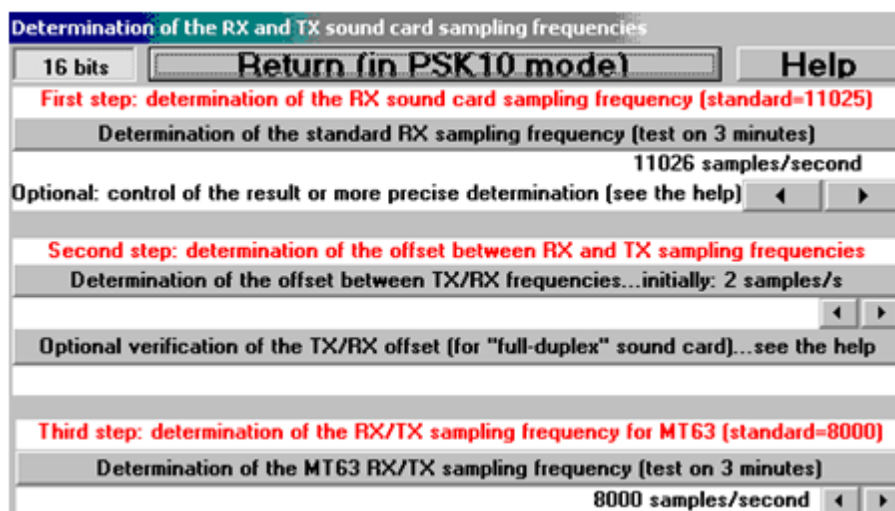 Determination of the RX and TX sound card sampling frequencies
16 bits Return (in PSK10 mode) Help
First step: determination of the RX sound card sampling frequency (standard=11025)
Determination of the standard RX sampling frequency (test on 3 minutes)
11026 samples/second
Optional: control of the result or more precise determination (see the help)
Second step: determination of the offset between RX and TX sampling frequencies
Determination of the offset between TX/RX frequencies...initially: 2 samples/s
Optional verification of the TX/RX offset (for "full-duplex" sound card)...see the help
Third step: determination of the RX/TX sampling frequency for MT63 (standard=8000)
Determination of the MT63 RX/TX sampling frequency (test on 3 minutes)
8000 samples/second